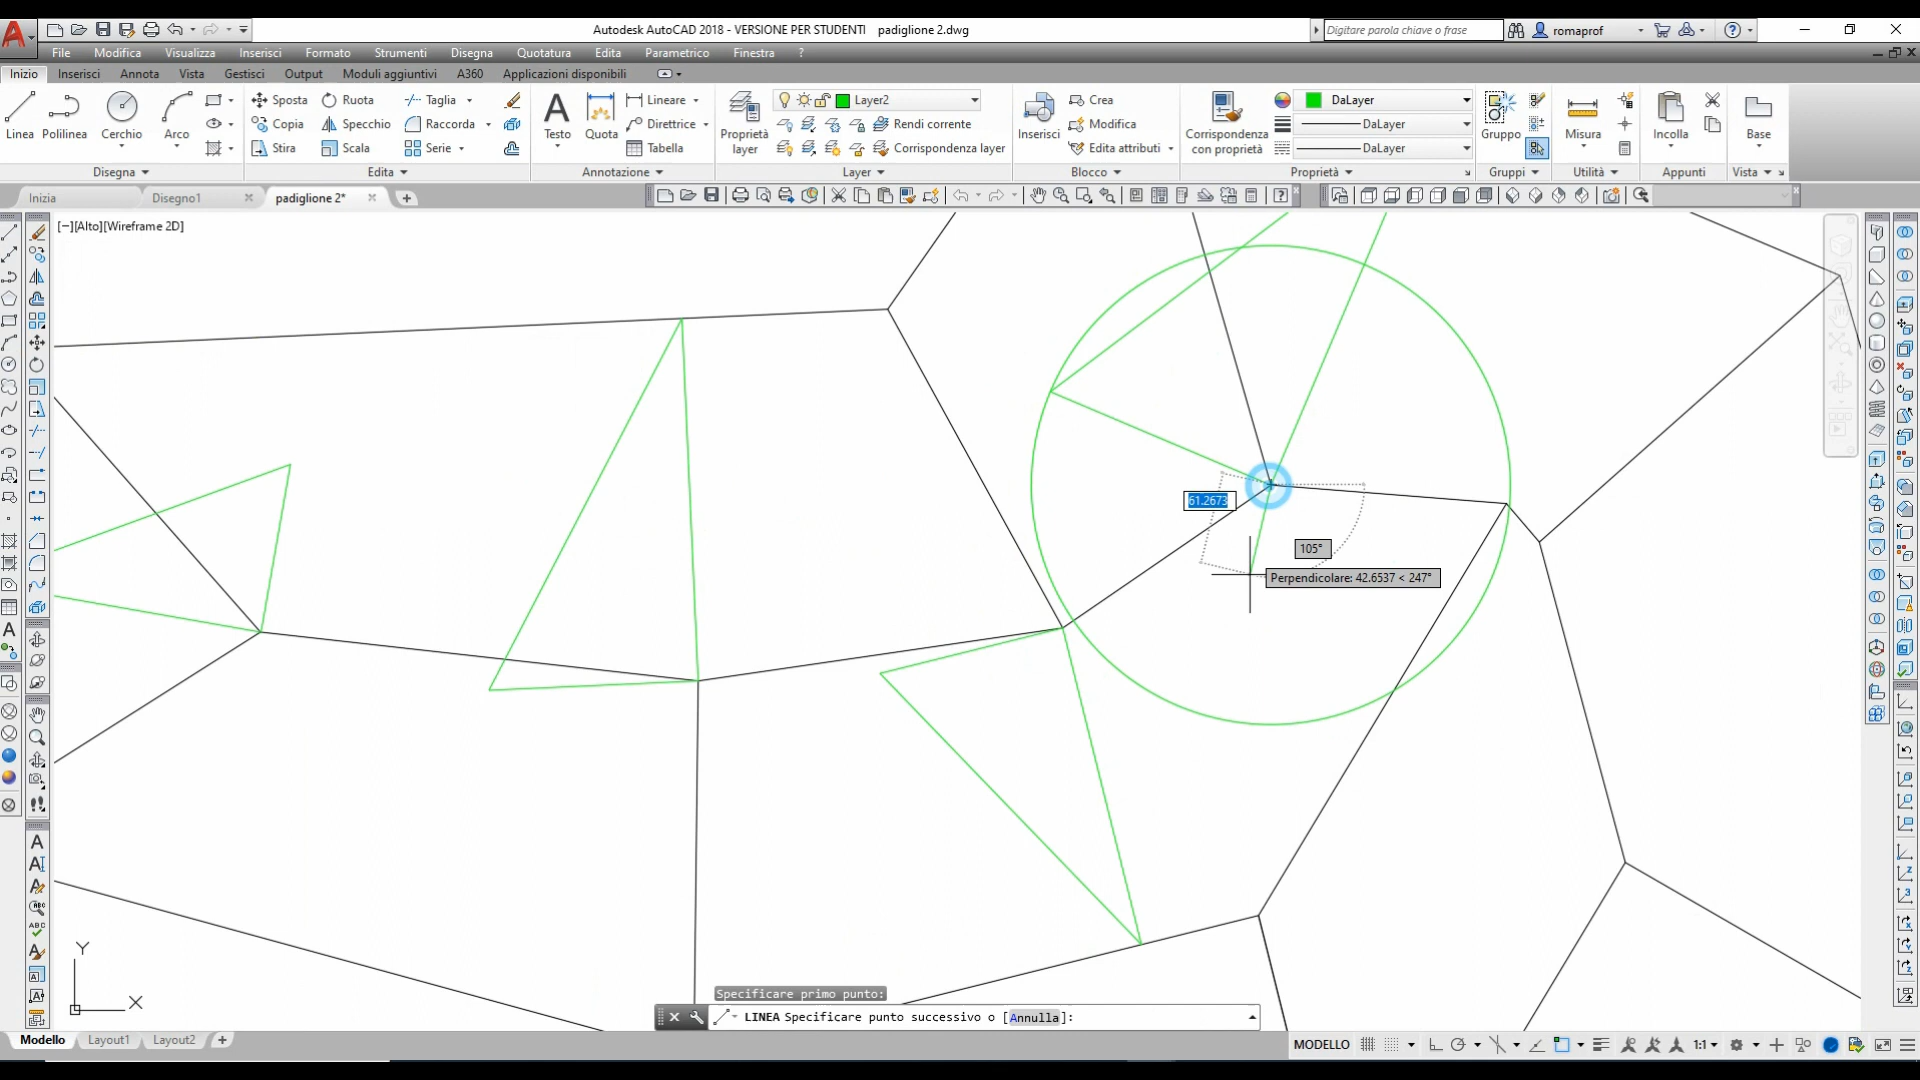 Autodesk AutoCAD 2018 - VERSIONE PER STUDENTI padiglione 2.dwg
Digitare parola chiave o frase
romaprof
File Modifica Visualizza Inserisci Formato Strumenti Disegna Quotatura Edita Parametrico Finestra ?
Inizio Inserisci Annota Vista Gestisci Output Moduli aggiuntivi A360 Applicazioni disponibili
Linea Polilinea Cerchio Arco
Sposta Ruota Taglia
Copia Specchio Raccorda
Stira Scala Serie
Testo Quota
Lineare
Direttrice
Tabella
Proprietà layer
Layer2
Rendi corrente
Corrispondenza layer
Inserisci
Crea
Modifica
Edita attributi
Corrispondenza con proprietà
DaLayer
DaLayer
DaLayer
Gruppo
Misura
Incolla
Base
Disegna Edita Annotazione Layer Blocco Proprietà Gruppi Utilità Appunti Vista
Inizia Disegno1 padiglione 2*
[−][Alto][Wireframe 2D]
61.2673
105°
Perpendicolare: 42.6537 < 247°
Y
X
Specificare primo punto:
LINEA Specificare punto successivo o [Annulla]:
Modello Layout1 Layout2
MODELLO 1:1